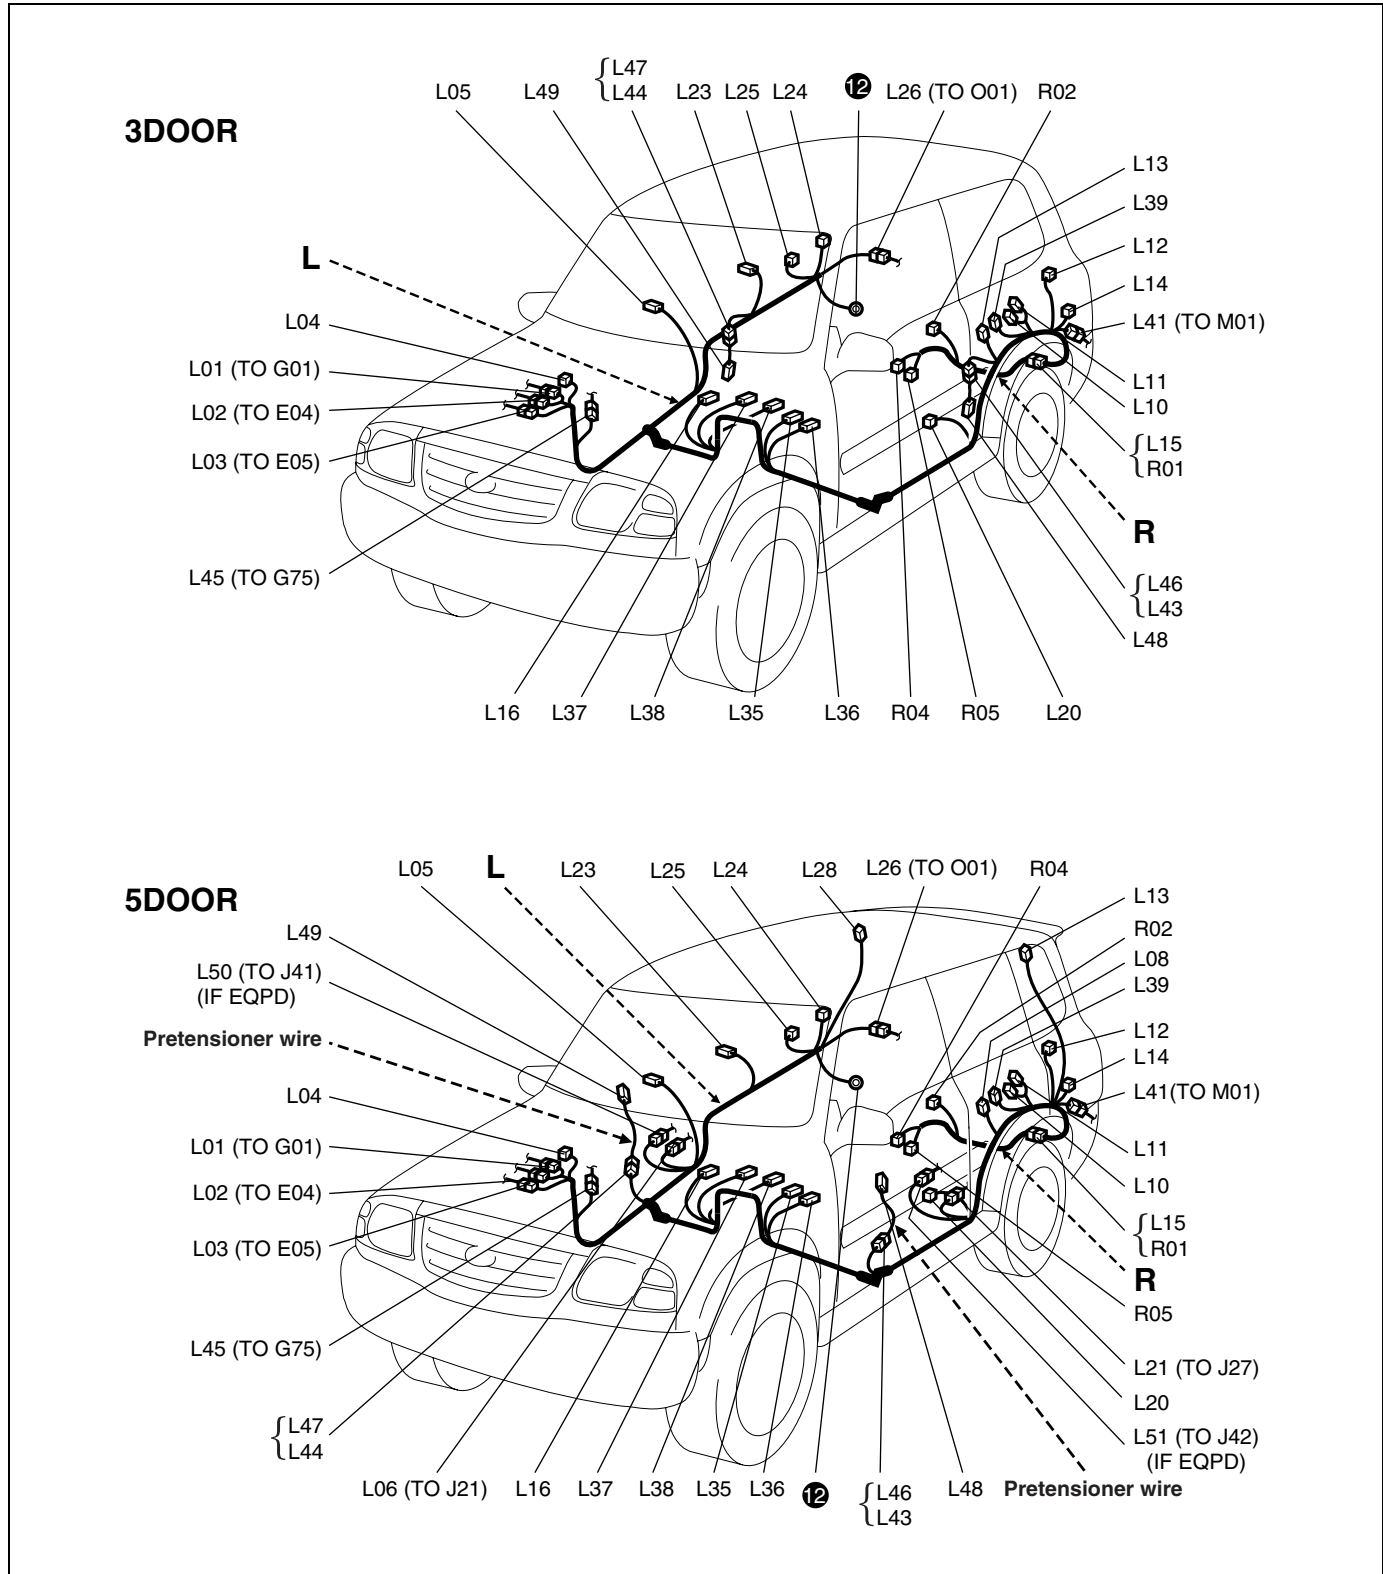 3DOOR
L05
L49
L47
L44
L23
L25
L24
12
L26 (TO O01)
R02
L13
L39
L12
L14
L41 (TO M01)
L11
L10
L15
R01
R
L46
L43
L48
L
L04
L01 (TO G01)
L02 (TO E04)
L03 (TO E05)
L45 (TO G75)
L16
L37
L38
L35
L36
R04
R05
L20
5DOOR
L05
L
L23
L25
L24
L28
L26 (TO O01)
R04
L13
R02
L08
L39
L12
L14
L41(TO M01)
L11
L10
L15
R01
R
R05
L21 (TO J27)
L20
L51 (TO J42)
(IF EQPD)
Pretensioner wire
L49
L50 (TO J41)
(IF EQPD)
Pretensioner wire
L04
L01 (TO G01)
L02 (TO E04)
L03 (TO E05)
L45 (TO G75)
L47
L44
L06 (TO J21)
L16
L37
L38
L35
L36
12
L46
L43
L48